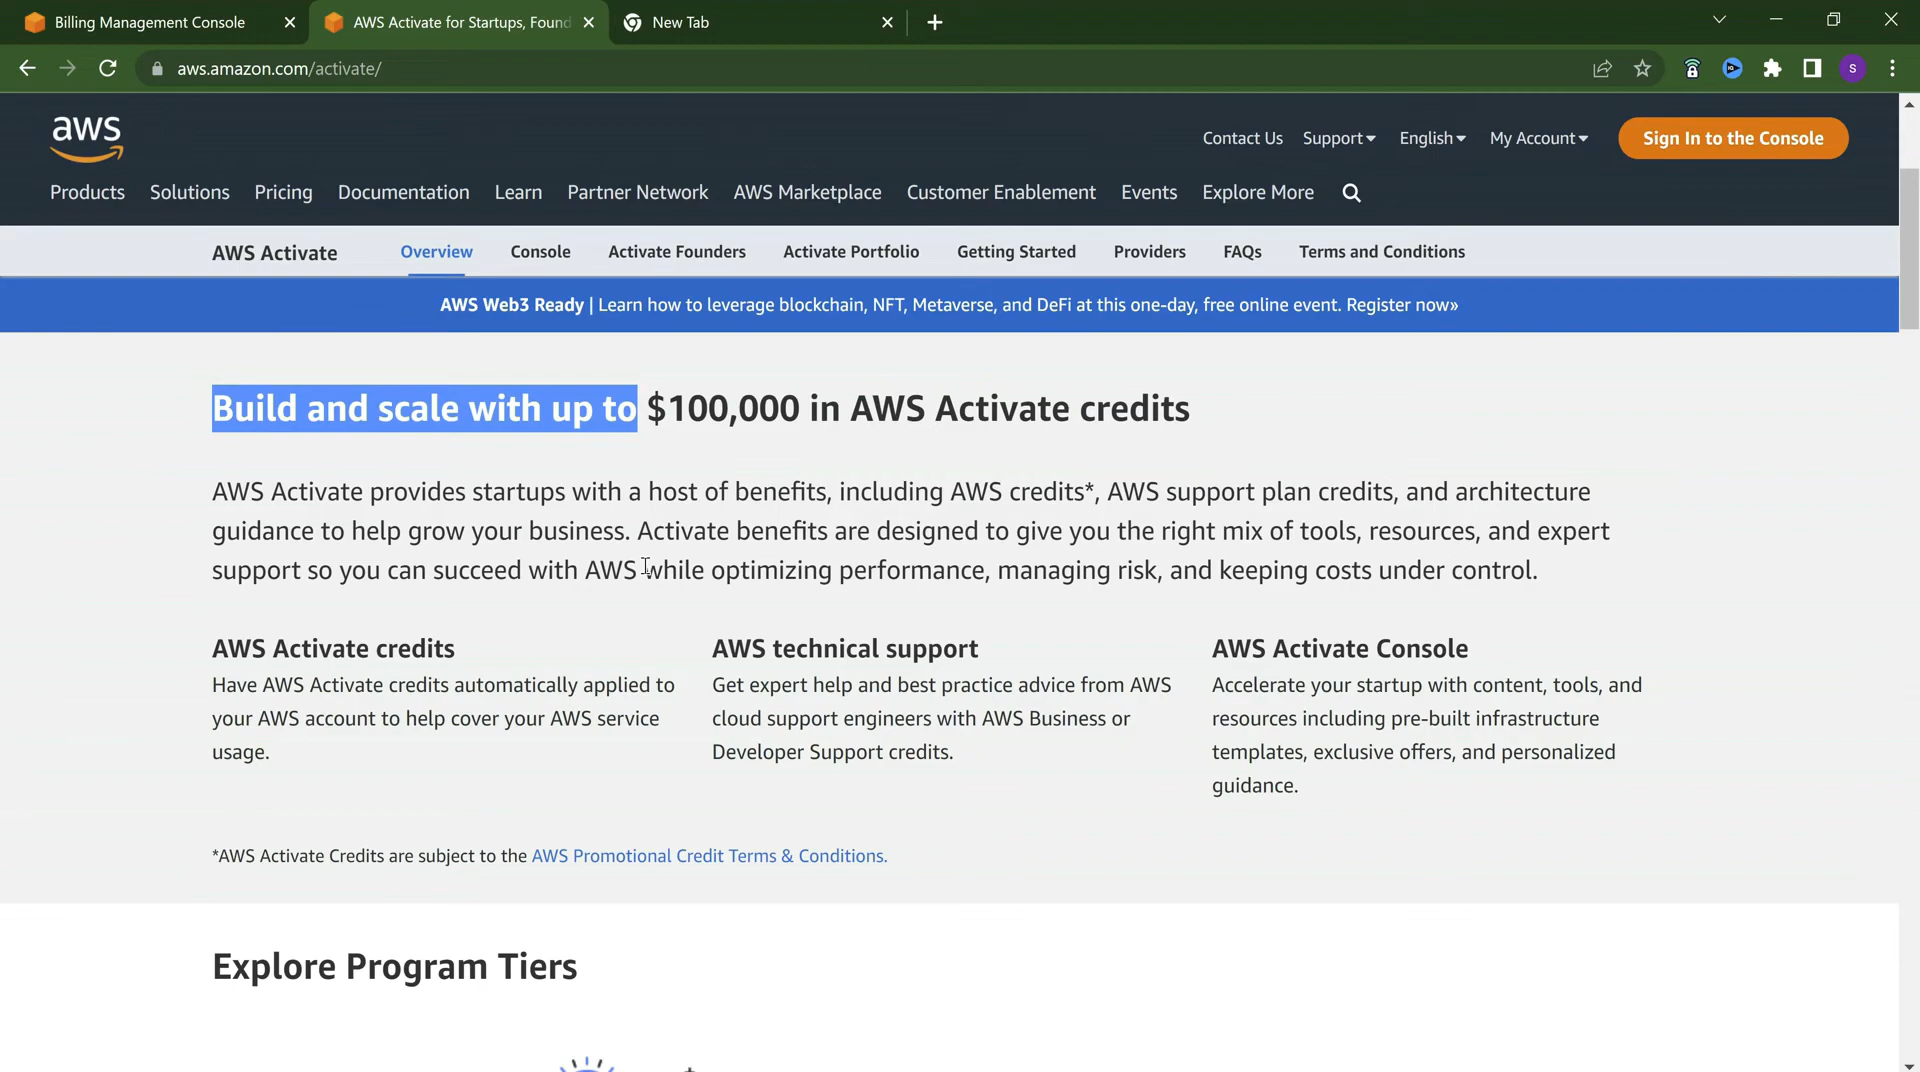 Billing Management Console
AWS Activate for Startups, Found
New Tab
aws.amazon.com/activate/
S
aws
Contact Us Support English My Account Sign In to the Console
Products Solutions Pricing Documentation Learn Partner Network AWS Marketplace Customer Enablement Events Explore More
AWS Activate Overview Console Activate Founders Activate Portfolio Getting Started Providers FAQs Terms and Conditions
AWS Web3 Ready | Learn how to leverage blockchain, NFT, Metaverse, and DeFi at this one-day, free online event. Register now»
Build and scale with up to $100,000 in AWS Activate credits
AWS Activate provides startups with a host of benefits, including AWS credits*, AWS support plan credits, and architecture
guidance to help grow your business. Activate benefits are designed to give you the right mix of tools, resources, and expert
support so you can succeed with AWS while optimizing performance, managing risk, and keeping costs under control.
AWS Activate credits
Have AWS Activate credits automatically applied to
your AWS account to help cover your AWS service
usage.
AWS technical support
Get expert help and best practice advice from AWS
cloud support engineers with AWS Business or
Developer Support credits.
AWS Activate Console
Accelerate your startup with content, tools, and
resources including pre-built infrastructure
templates, exclusive offers, and personalized
guidance.
*AWS Activate Credits are subject to the AWS Promotional Credit Terms & Conditions.
Explore Program Tiers